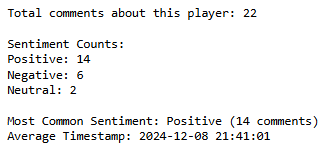 Total comments about this player: 22
Sentiment Counts:
Positive: 14
Negative: 6
Neutral: 2
Most Common Sentiment: Positive (14 comments)
Average Timestamp: 2024-12-08 21:41:01